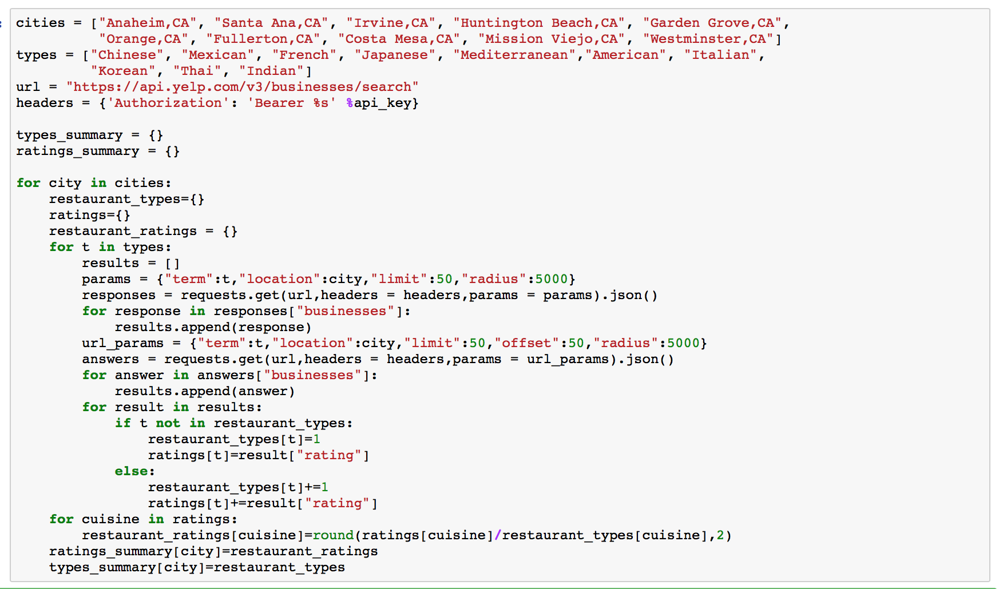 cities = ["Anaheim,CA", "Santa Ana,CA", "Irvine,CA", "Huntington Beach,CA", "Garden Grove,CA",
          "Orange,CA", "Fullerton,CA", "Costa Mesa,CA", "Mission Viejo,CA", "Westminster,CA"]
types = ["Chinese", "Mexican", "French", "Japanese", "Mediterranean","American", "Italian",
         "Korean", "Thai", "Indian"]
url = "https://api.yelp.com/v3/businesses/search"
headers = {'Authorization': 'Bearer %s' %api_key}

types_summary = {}
ratings_summary = {}

for city in cities:
    restaurant_types={}
    ratings={}
    restaurant_ratings = {}
    for t in types:
        results = []
        params = {"term":t,"location":city,"limit":50,"radius":5000}
        responses = requests.get(url,headers = headers,params = params).json()
        for response in responses["businesses"]:
            results.append(response)
        url_params = {"term":t,"location":city,"limit":50,"offset":50,"radius":5000}
        answers = requests.get(url,headers = headers,params = url_params).json()
        for answer in answers["businesses"]:
            results.append(answer)
        for result in results:
            if t not in restaurant_types:
                restaurant_types[t]=1
                ratings[t]=result["rating"]
            else:
                restaurant_types[t]+=1
                ratings[t]+=result["rating"]
    for cuisine in ratings:
        restaurant_ratings[cuisine]=round(ratings[cuisine]/restaurant_types[cuisine],2)
    ratings_summary[city]=restaurant_ratings
    types_summary[city]=restaurant_types